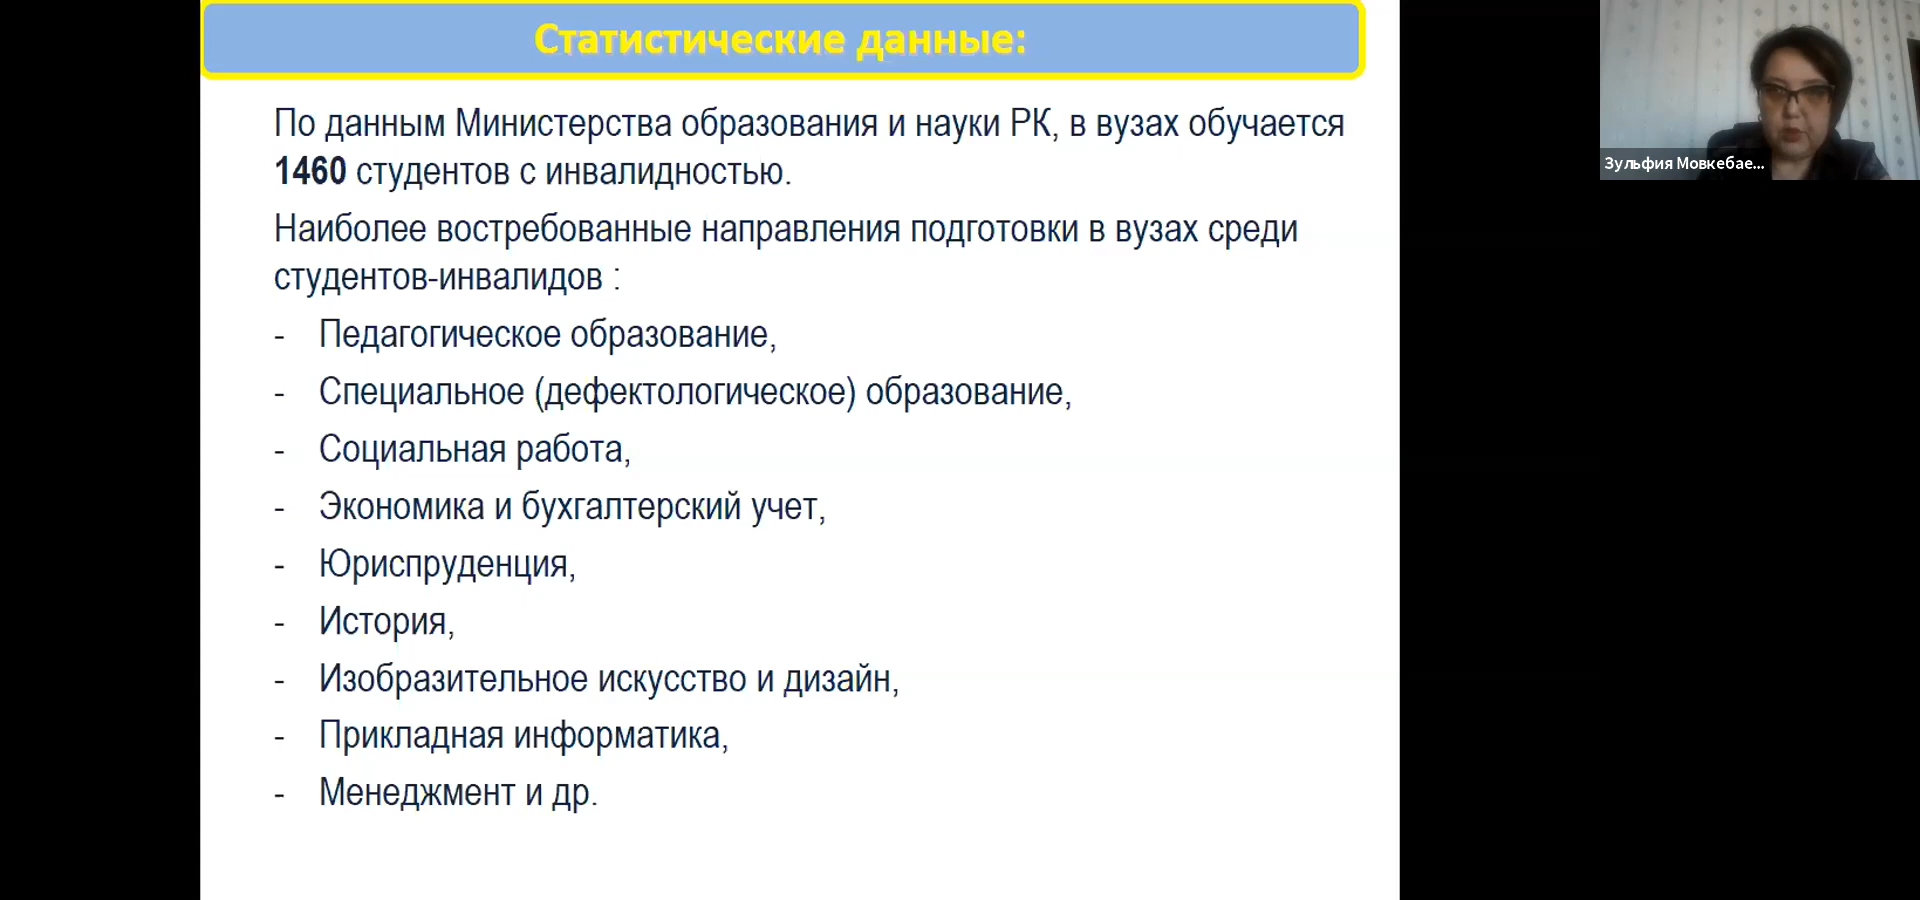 Статистические данные:
По данным Министерства образования и науки РК, в вузах обучается
1460 студентов с инвалидностью.
Наиболее востребованные направления подготовки в вузах среди
студентов-инвалидов :
- Педагогическое образование,
- Специальное (дефектологическое) образование,
- Социальная работа,
- Экономика и бухгалтерский учет,
- Юриспруденция,
- История,
- Изобразительное искусство и дизайн,
- Прикладная информатика,
- Менеджмент и др.
Зульфия Мовкебае...